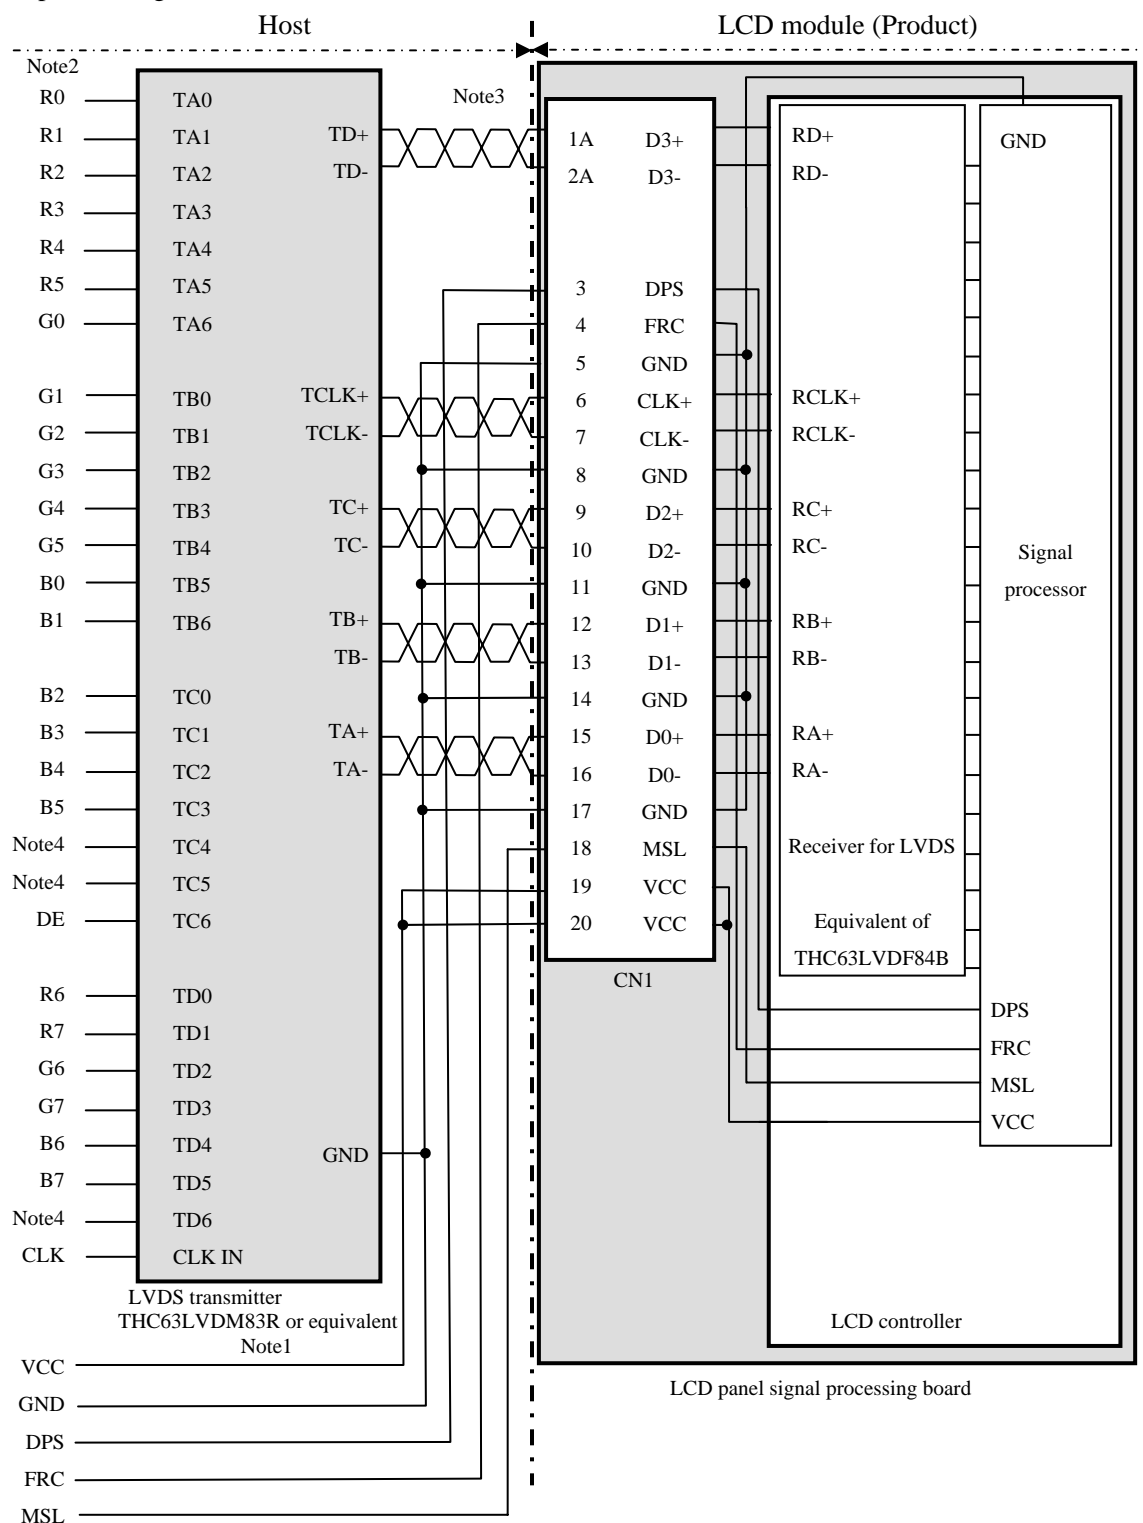 Host
LCD module (Product)
Note2
R0
R1
R2
R3
R4
R5
G0
G1
G2
G3
G4
G5
B0
B1
B2
B3
B4
B5
Note4
Note4
DE
R6
R7
G6
G7
B6
B7
Note4
CLK
TA0
TA1
TA2
TA3
TA4
TA5
TA6
TB0
TB1
TB2
TB3
TB4
TB5
TB6
TC0
TC1
TC2
TC3
TC4
TC5
TC6
TD0
TD1
TD2
TD3
TD4
TD5
TD6
CLK IN
TD+
TD-
TCLK+
TCLK-
TC+
TC-
TB+
TB-
TA+
TA-
GND
LVDS transmitter
THC63LVDM83R or equivalent
Note1
VCC
GND
DPS
FRC
MSL
Note3
1A D3+
2A D3-
3 DPS
4 FRC
5 GND
6 CLK+
7 CLK-
8 GND
9 D2+
10 D2-
11 GND
12 D1+
13 D1-
14 GND
15 D0+
16 D0-
17 GND
18 MSL
19 VCC
20 VCC
CN1
RD+
RD-
RCLK+
RCLK-
RC+
RC-
RB+
RB-
RA+
RA-
Receiver for LVDS
Equivalent of
THC63LVDF84B
GND
Signal
processor
DPS
FRC
MSL
VCC
LCD controller
LCD panel signal processing board